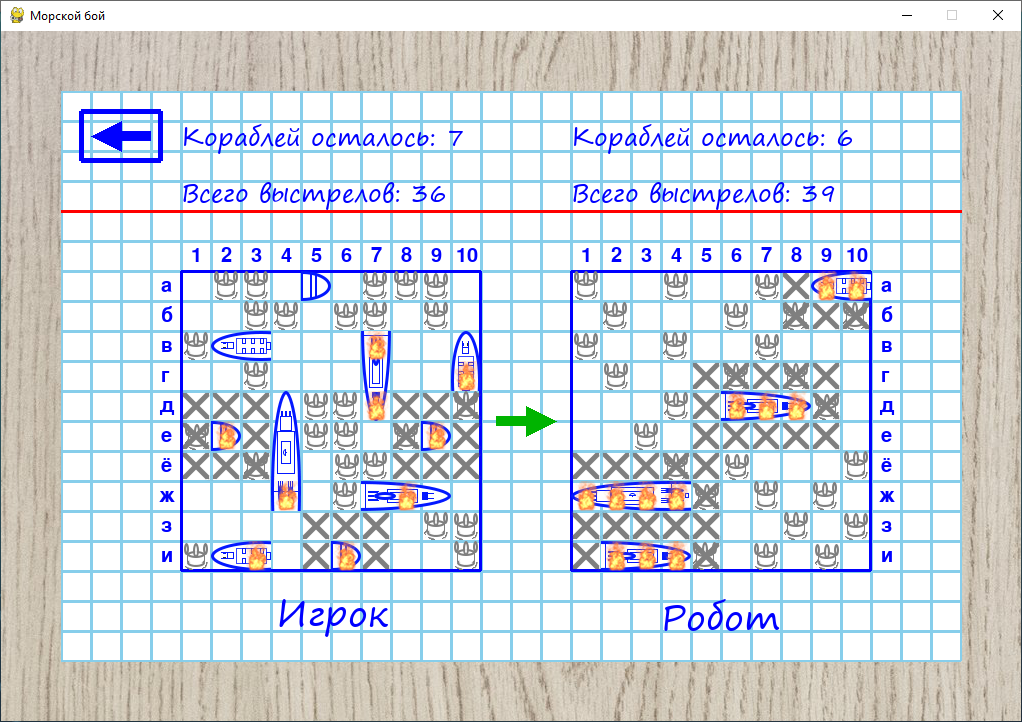 Морской бой
Кораблей осталось: 7
Кораблей осталось: 6
Всего выстрелов: 36
Всего выстрелов: 39
1 2 3 4 5 6 7 8 9 10
1 2 3 4 5 6 7 8 9 10
а а
б б
в в
г г
д д
е е
ё ё
ж ж
з з
и и
Игрок
Робот